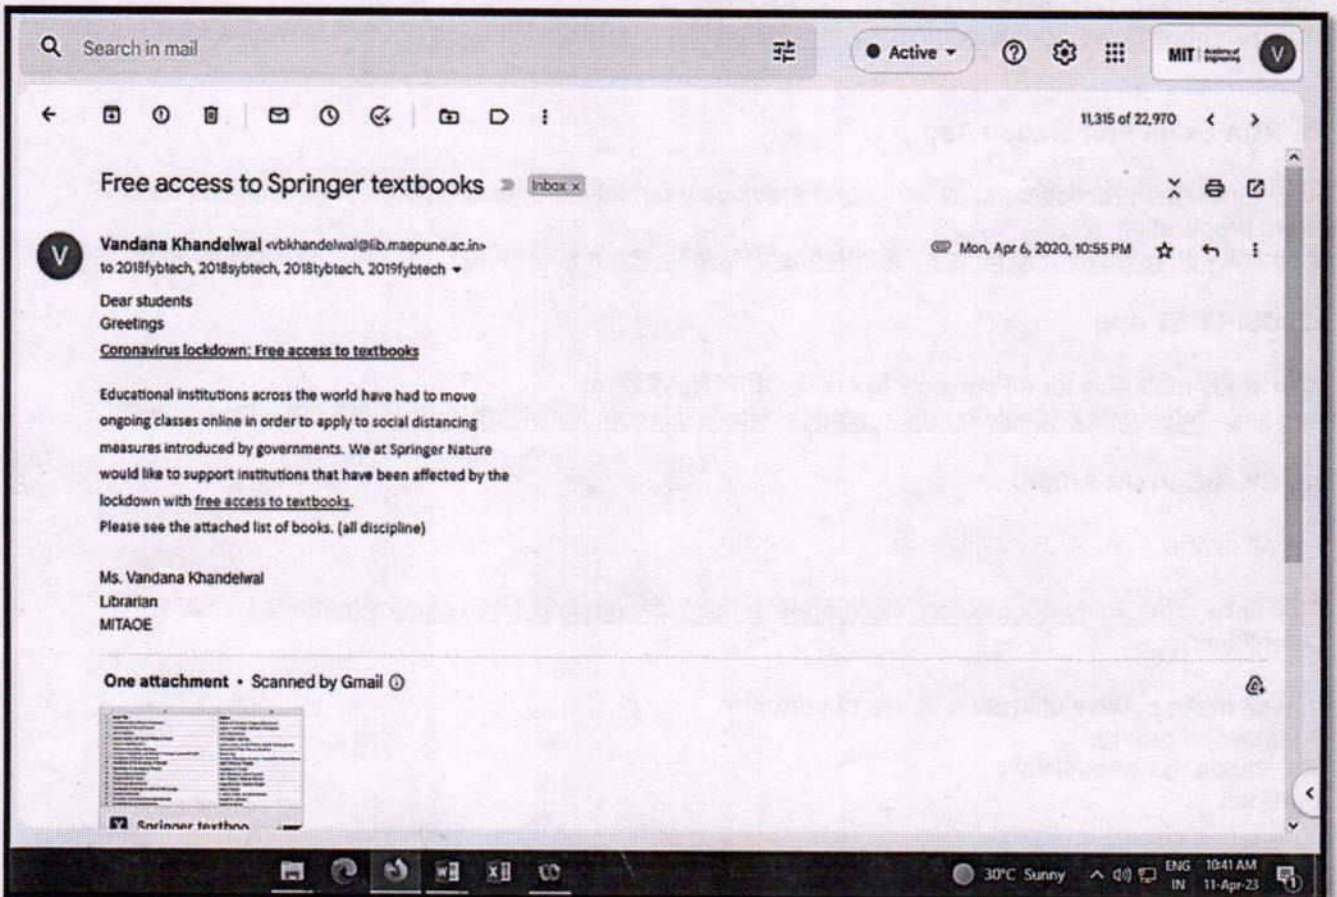 Search in mail
Active
MIT Academy of Engineering
V
11,315 of 22,970
Free access to Springer textbooks
Inbox x
V
Vandana Khandelwal <vbkhandelwal@lib.maepune.ac.in>
Mon, Apr 6, 2020, 10:55 PM
to 2018fybtech, 2018sybtech, 2018tybtech, 2019fybtech
Dear students
Greetings
Coronavirus lockdown: Free access to textbooks
Educational institutions across the world have had to move
ongoing classes online in order to apply to social distancing
measures introduced by governments. We at Springer Nature
would like to support institutions that have been affected by the
lockdown with free access to textbooks.
Please see the attached list of books. (all discipline)
Ms. Vandana Khandelwal
Librarian
MITAOE
One attachment • Scanned by Gmail
Springer textboo
30°C Sunny
ENG
IN
10:41 AM
11-Apr-23
1